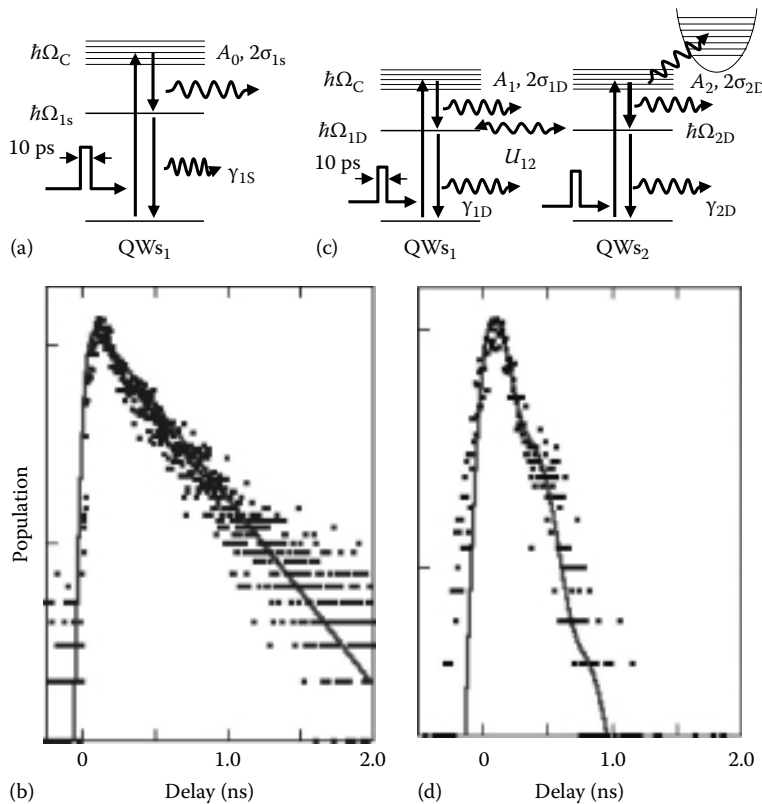 (a)
ħΩC
A0, 2σ1s
ħΩ1s
10 ps
γ1S
QWs1
(c)
ħΩC
A1, 2σ1D
A2, 2σ2D
ħΩ1D
ħΩ2D
U12
10 ps
γ1D
γ2D
QWs1
QWs2
Population
0
1.0
2.0
(b)
Delay (ns)
0
1.0
2.0
(d)
Delay (ns)